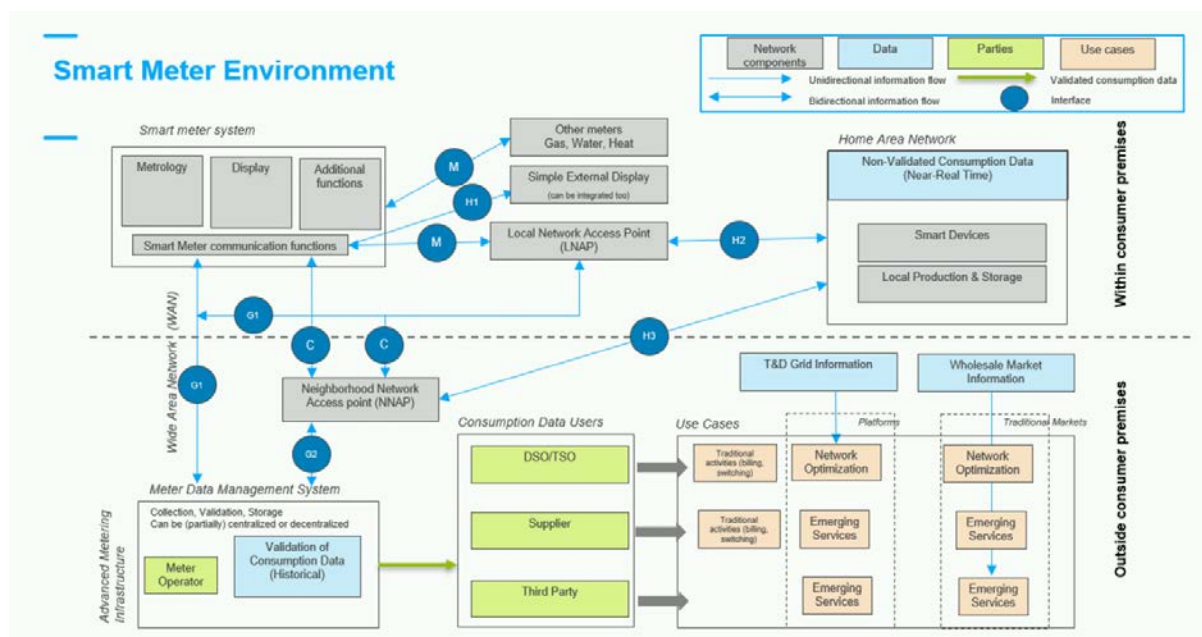 Smart Meter Environment
Network
components
Data
Parties
Use cases
Unidirectional information flow
Validated consumption data
Bidirectional information flow
Interface
Smart meter system
Metrology
Display
Additional
functions
Smart Meter communication functions
M
H1
M
Other meters
Gas, Water, Heat
Simple External Display
(can be integrated too)
Local Network Access Point
(LNAP)
H2
Home Area Network
Non-Validated Consumption Data
(Near-Real Time)
Smart Devices
Local Production & Storage
Within consumer premises
Wide Area Network (WAN)
G1
G1
C
C
H3
Neighborhood Network
Access point (NNAP)
G2
T&D Grid Information
Wholesale Market
Information
Outside consumer premises
Meter Data Management System
Collection, Validation, Storage
Can be (partially) centralized or decentralized
Meter
Operator
Validation of
Consumption Data
(Historical)
Advanced Metering
Infrastructure
Consumption Data Users
DSO/TSO
Supplier
Third Party
Use Cases
Platforms
Traditional Markets
Traditional
activities (billing,
switching)
Network
Optimization
Network
Optimization
Traditional
activities (billing,
switching)
Emerging
Services
Emerging
Services
Emerging
Services
Emerging
Services